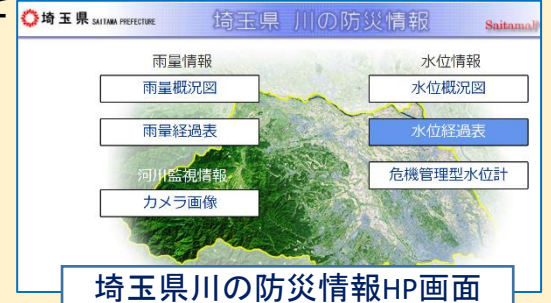 埼玉県 SAITAMA PREFECTURE
埼玉県 川の防災情報
Saitama
雨量情報
水位情報
雨量概況図
水位概況図
雨量経過表
水位経過表
河川監視情報
危機管理型水位計
カメラ画像
埼玉県川の防災情報HP画面